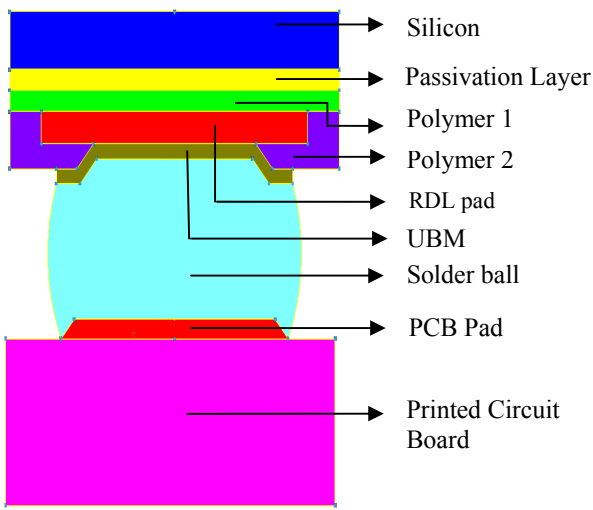 Silicon
Passivation Layer
Polymer 1
Polymer 2
RDL pad
UBM
Solder ball
PCB Pad
Printed Circuit
Board